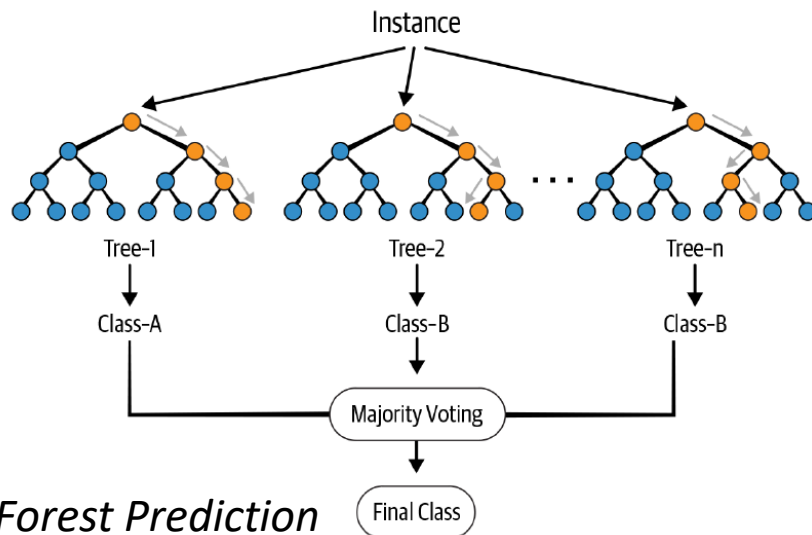 Instance
. . .
Tree-1 Tree-2 Tree-n
Class-A Class-B Class-B
Majority Voting
Final Class
Forest Prediction